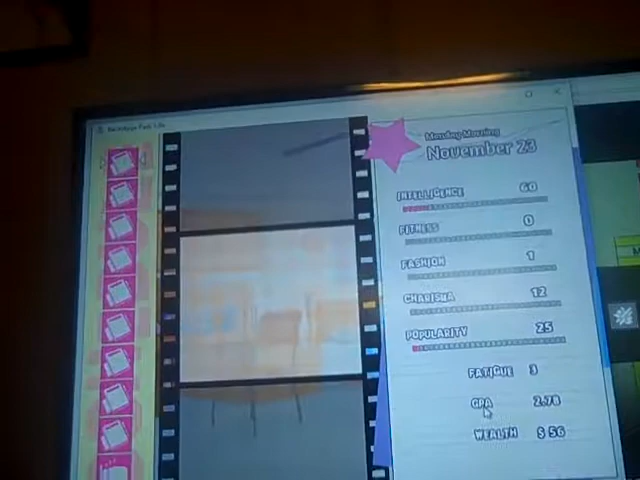 Monday Morning
November 23
INTELLIGENCE 60
FITNESS 0
FASHION 1
CHARISMA 12
POPULARITY 25
FATIGUE 3
GPA 2.78
WEALTH $ 56